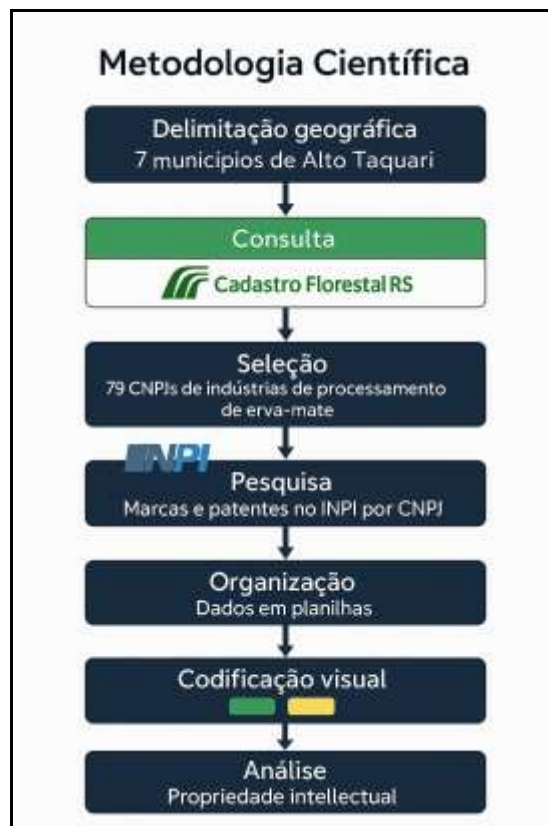 Metodologia Científica
Delimitação geográfica
7 municípios de Alto Taquari
Consulta
Cadastro Florestal RS
Seleção
79 CNPJs de indústrias de processamento
de erva-mate
INPI
Pesquisa
Marcas e patentes no INPI por CNPJ
Organização
Dados em planilhas
Codificação visual
Análise
Propriedade intellectual